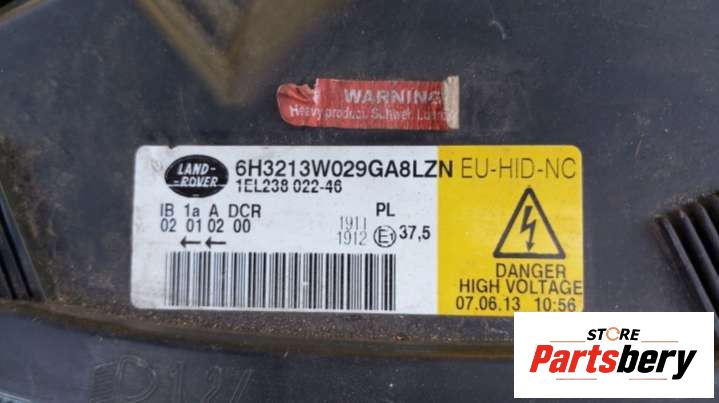 WARNING
Heavy product. Schwer.
LAND-
-ROVER
6H3213W029GA8LZN EU-HID-NC
1EL238 022-46
IB 1a A DCR PL
02 01 02 00
1911
1912 E1 37,5
DANGER
HIGH VOLTAGE
07.06.13 10:56
STORE
Partsbery